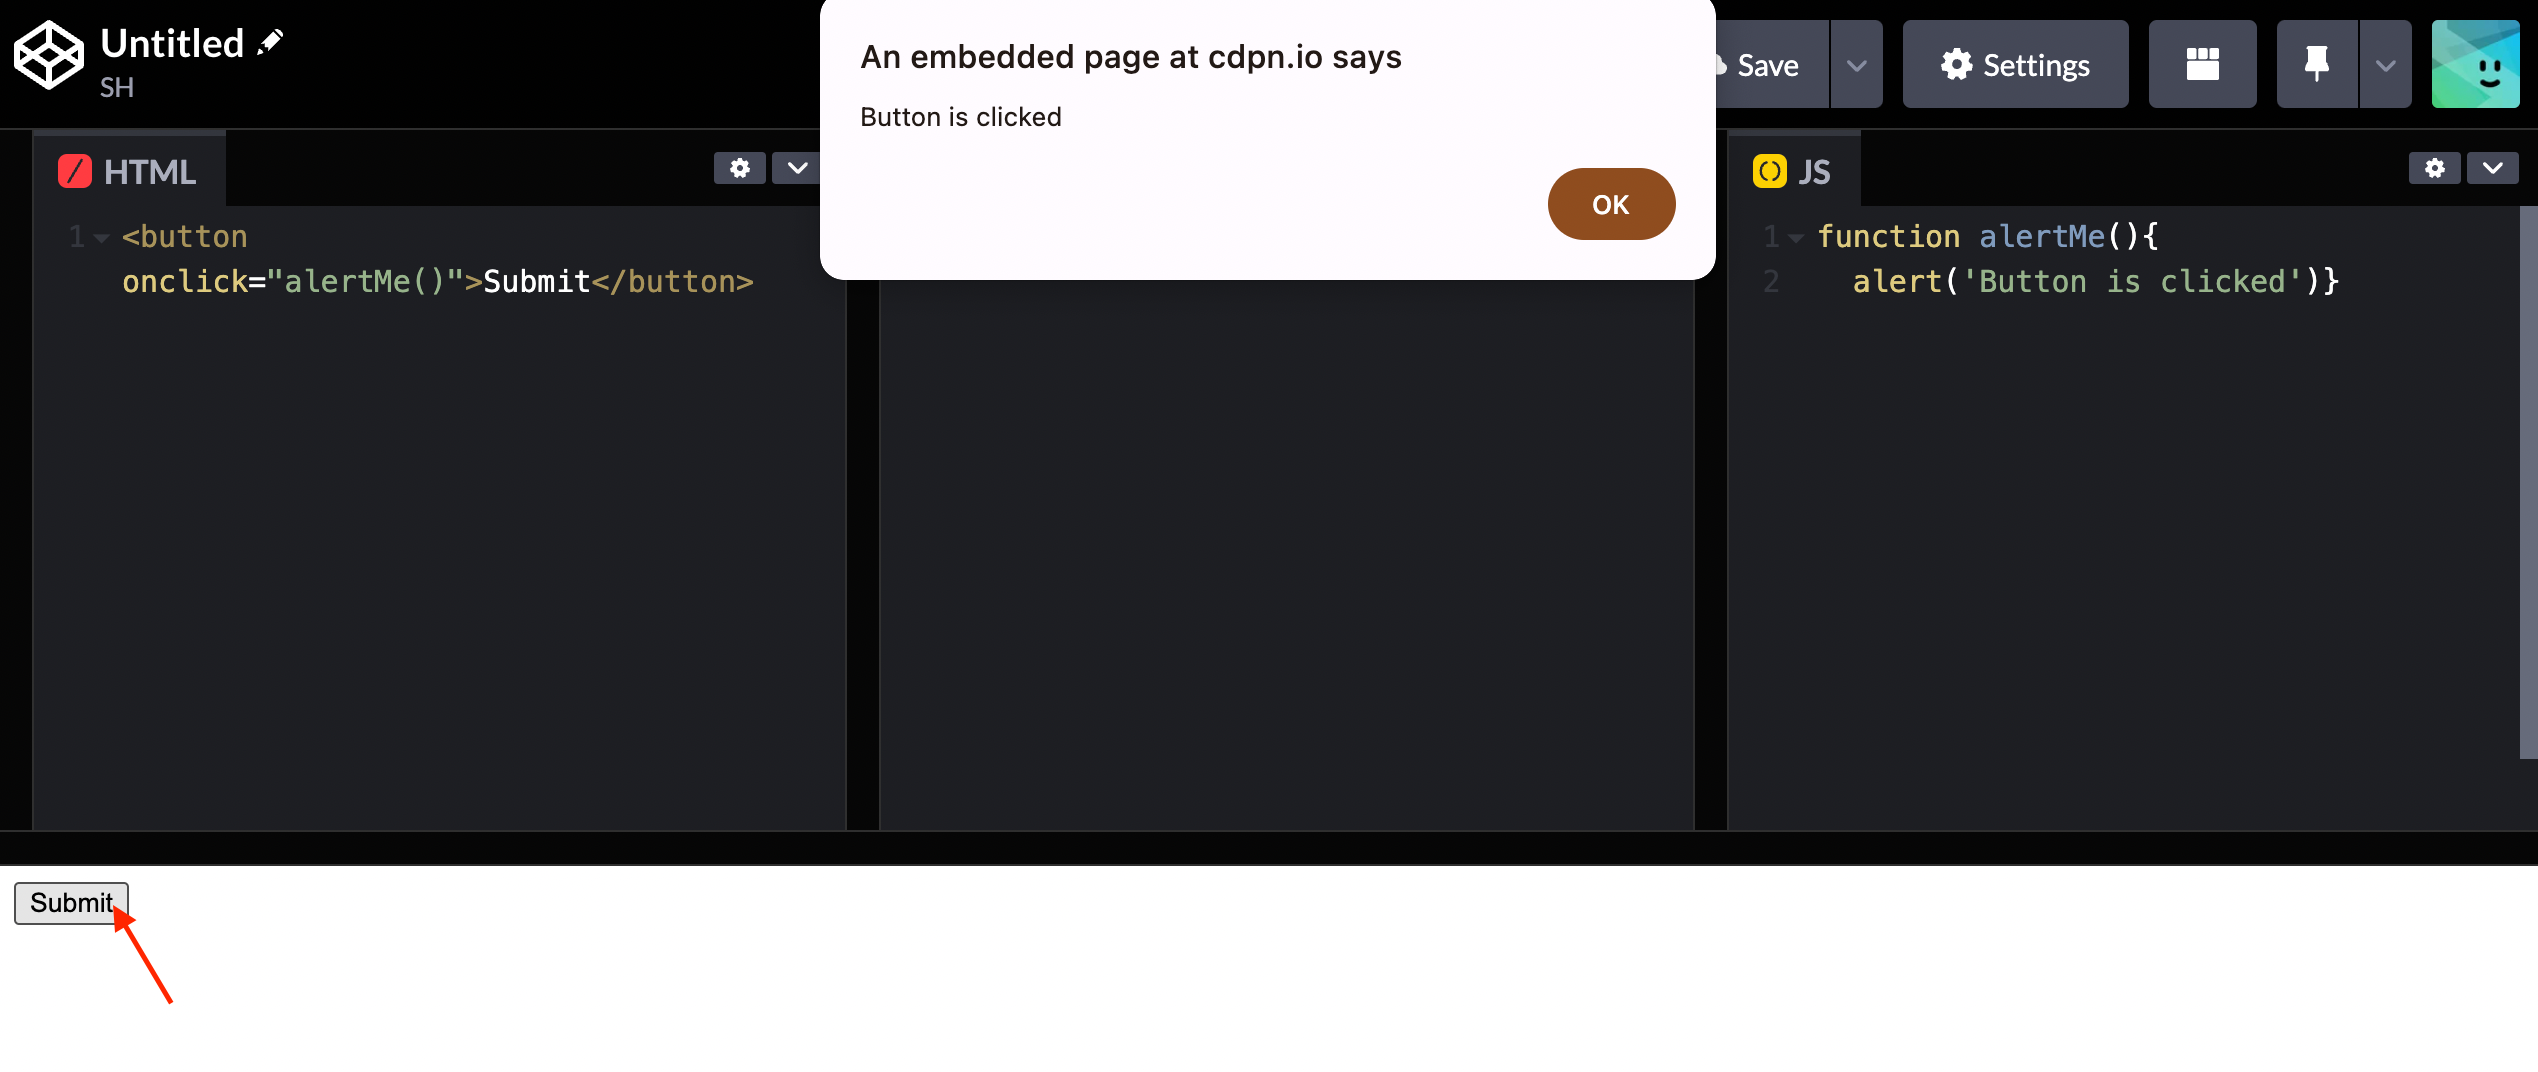 Untitled
SH
An embedded page at cdpn.io says
Button is clicked
OK
Save
Settings
HTML
1 <button
onclick="alertMe()">Submit</button>
JS
1 function alertMe(){
2 alert('Button is clicked')}
Submit